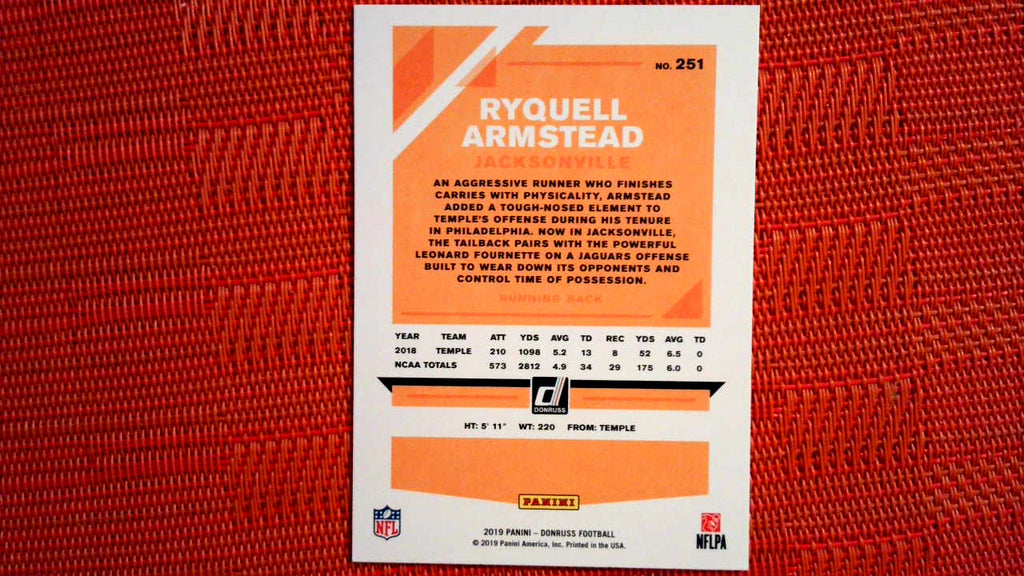 NO. 251
RYQUELL
ARMSTEAD
JACKSONVILLE
AN AGGRESSIVE RUNNER WHO FINISHES
CARRIES WITH PHYSICALITY, ARMSTEAD
ADDED A TOUGH-NOSED ELEMENT TO
TEMPLE'S OFFENSE DURING HIS TENURE
IN PHILADELPHIA. NOW IN JACKSONVILLE,
THE TAILBACK PAIRS WITH THE POWERFUL
LEONARD FOURNETTE ON A JAGUARS OFFENSE
BUILT TO WEAR DOWN ITS OPPONENTS AND
CONTROL TIME OF POSSESSION.
RUNNING BACK
YEAR TEAM ATT YDS AVG TD REC YDS AVG TD
2018 TEMPLE 210 1098 5.2 13 8 52 6.5 0
NCAA TOTALS 573 2812 4.9 34 29 175 6.0 0
d
DONRUSS
HT: 5' 11" WT: 220 FROM: TEMPLE
PANINI
NFL
2019 PANINI – DONRUSS FOOTBALL
© 2019 Panini America, Inc. Printed in the USA.
NFLPA